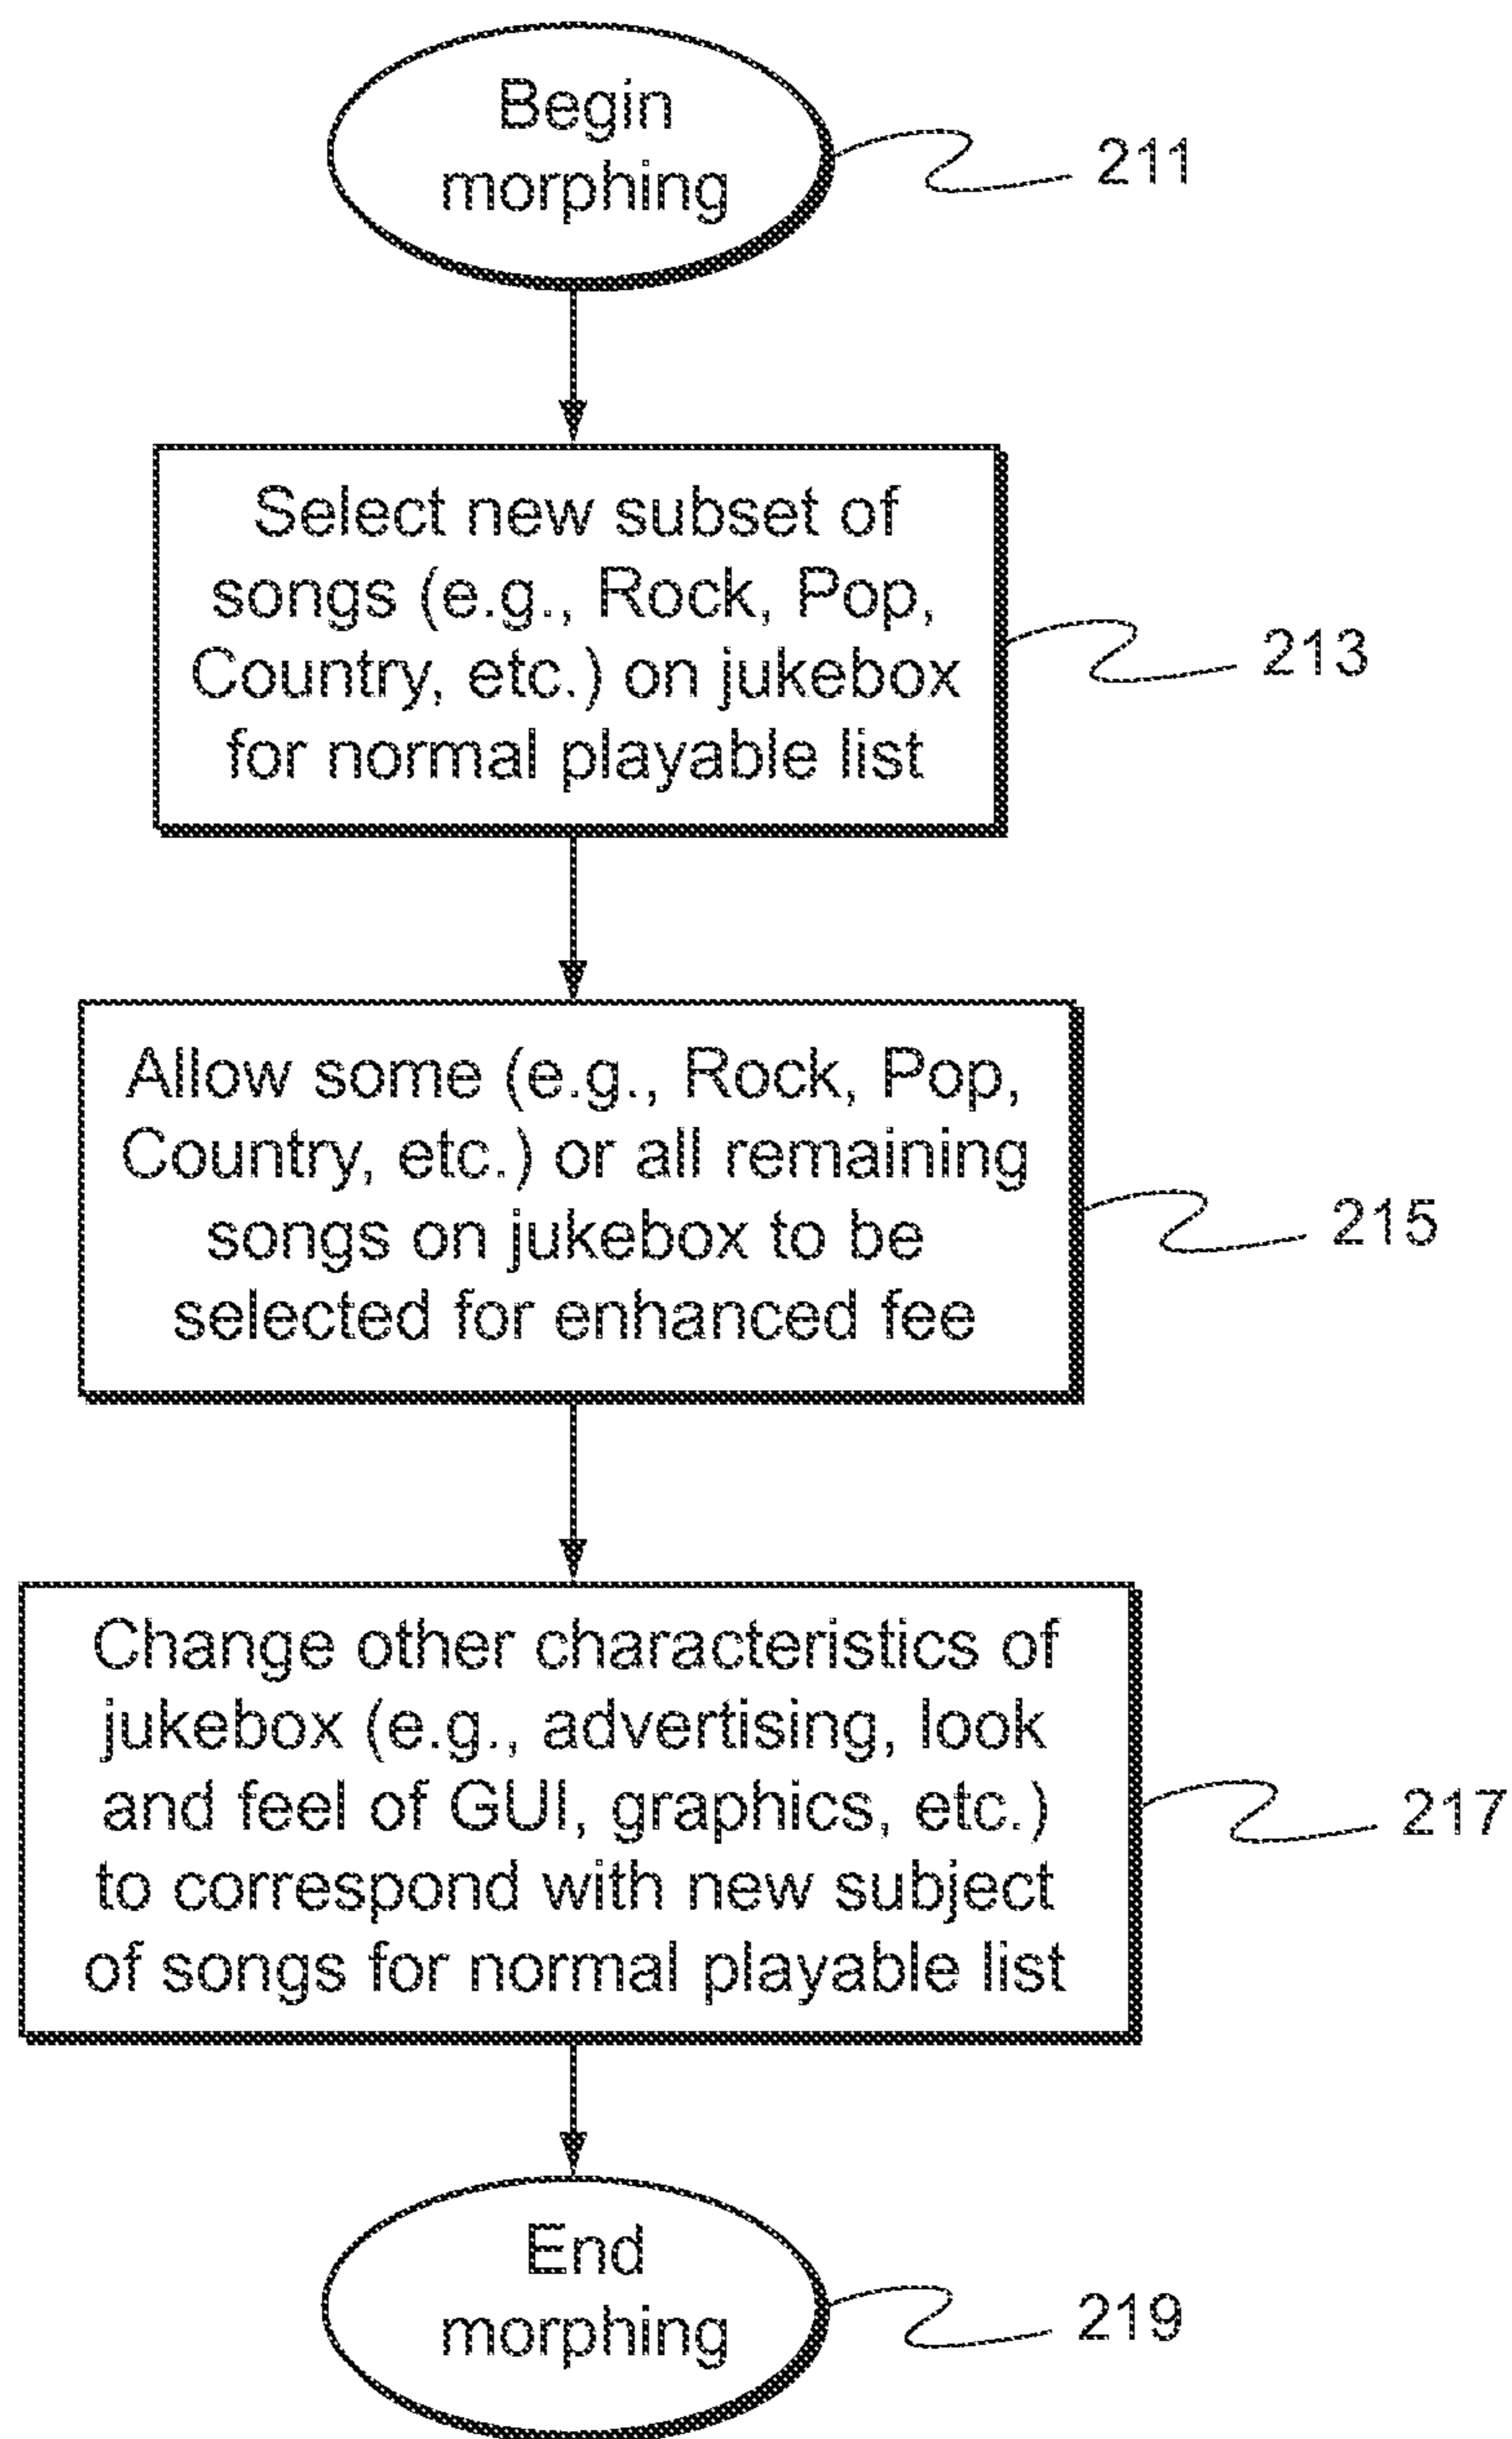 Begin
morphing
211
Select new subset of
songs (e.g., Rock, Pop,
Country, etc.) on jukebox
for normal playable list
213
Allow some (e.g., Rock, Pop,
Country, etc.) or all remaining
songs on jukebox to be
selected for enhanced fee
215
Change other characteristics of
jukebox (e.g., advertising, look
and feel of GUI, graphics, etc.)
to correspond with new subject
of songs for normal playable list
217
End
morphing
219